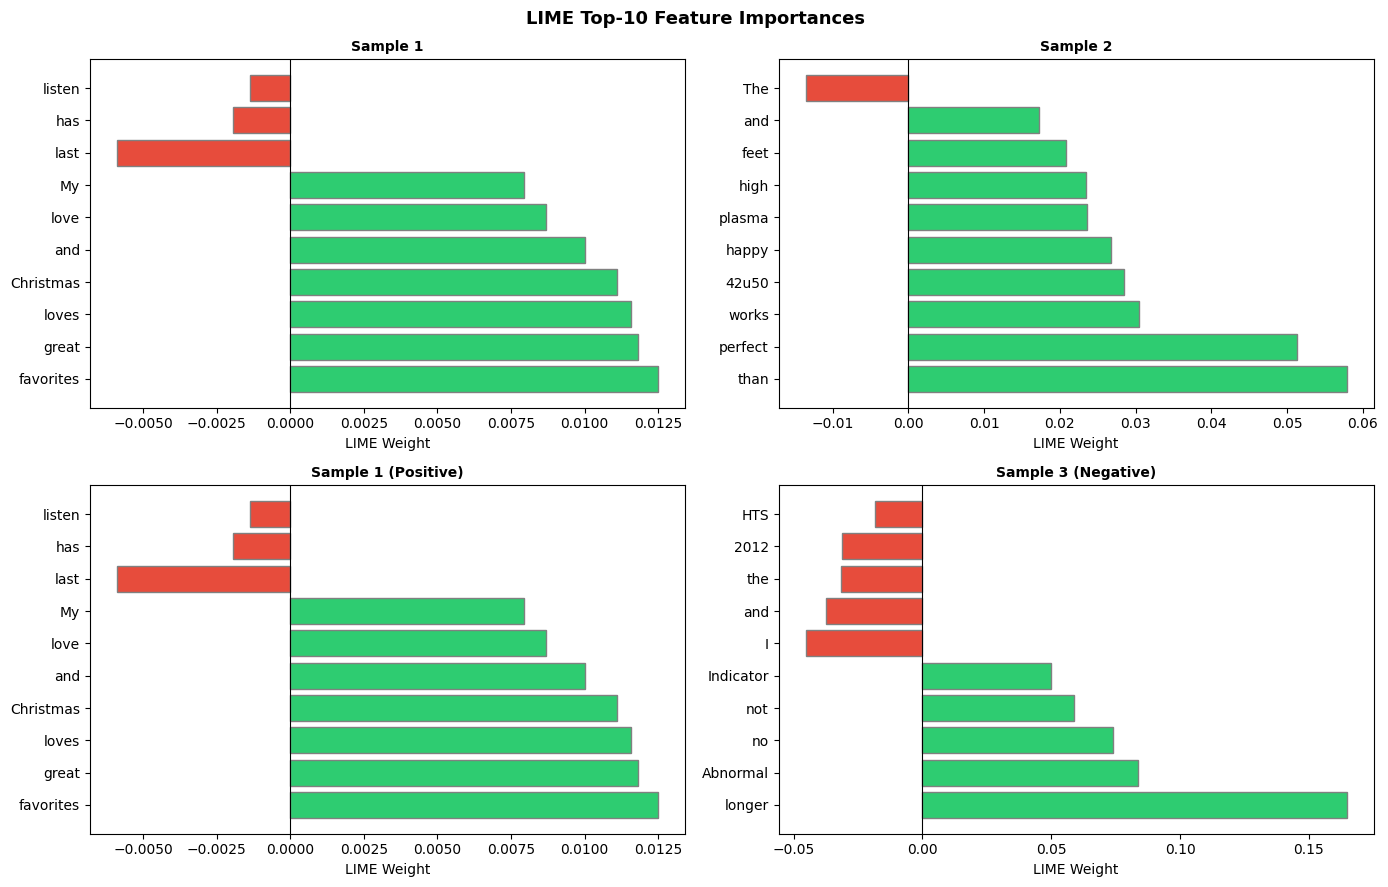 LIME Top-10 Feature Importances
Sample 1
listen
has
last
My
love
and
Christmas
loves
great
favorites
−0.0050 −0.0025 0.0000 0.0025 0.0050 0.0075 0.0100 0.0125
LIME Weight
Sample 2
The
and
feet
high
plasma
happy
42u50
works
perfect
than
−0.01 0.00 0.01 0.02 0.03 0.04 0.05 0.06
LIME Weight
Sample 1 (Positive)
listen
has
last
My
love
and
Christmas
loves
great
favorites
−0.0050 −0.0025 0.0000 0.0025 0.0050 0.0075 0.0100 0.0125
LIME Weight
Sample 3 (Negative)
HTS
2012
the
and
I
Indicator
not
no
Abnormal
longer
−0.05 0.00 0.05 0.10 0.15
LIME Weight